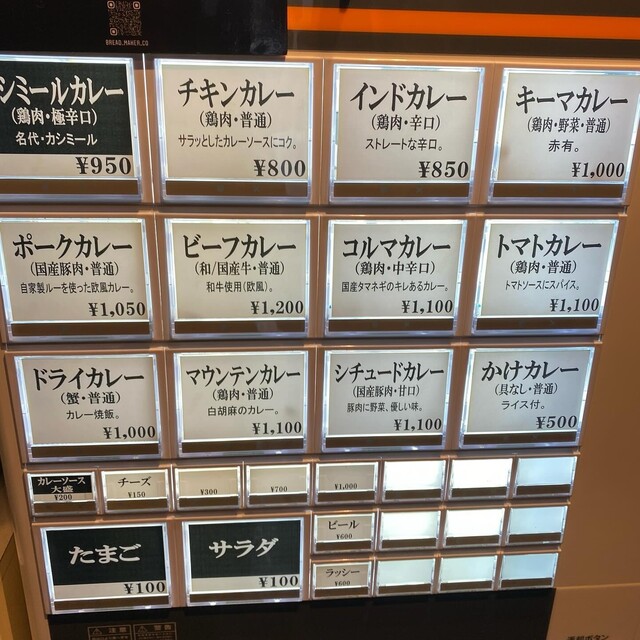 BREAD_MAKER_CO
シミールカレー
(鶏肉・極辛口)
名代・カシミール
¥950
チキンカレー
(鶏肉・普通)
サラッとしたカレーソースにコク。
¥800
インドカレー
(鶏肉・辛口)
ストレートな辛口。
¥850
キーマカレー
(鶏肉・野菜・普通)
赤有。
¥1,000
ポークカレー
(国産豚肉・普通)
自家製ルーを使った欧風カレー。
¥1,050
ビーフカレー
(和/国産牛・普通)
和牛使用(欧風)。
¥1,200
コルマカレー
(鶏肉・中辛口)
国産タマネギのキレあるカレー。
¥1,100
トマトカレー
(鶏肉・普通)
トマトソースにスパイス。
¥1,100
ドライカレー
(蟹・普通)
カレー焼飯。
¥1,000
マウンテンカレー
(鶏肉・普通)
白胡麻のカレー。
¥1,100
シチュードカレー
(国産豚肉・甘口)
豚肉に野菜、優しい味。
¥1,100
かけカレー
(具なし・普通)
ライス付。
¥500
カレーソース
大盛
¥200
チーズ
¥150
¥300
¥700
¥1,000
たまご
¥100
サラダ
¥100
ビール
¥600
ラッシー
¥600